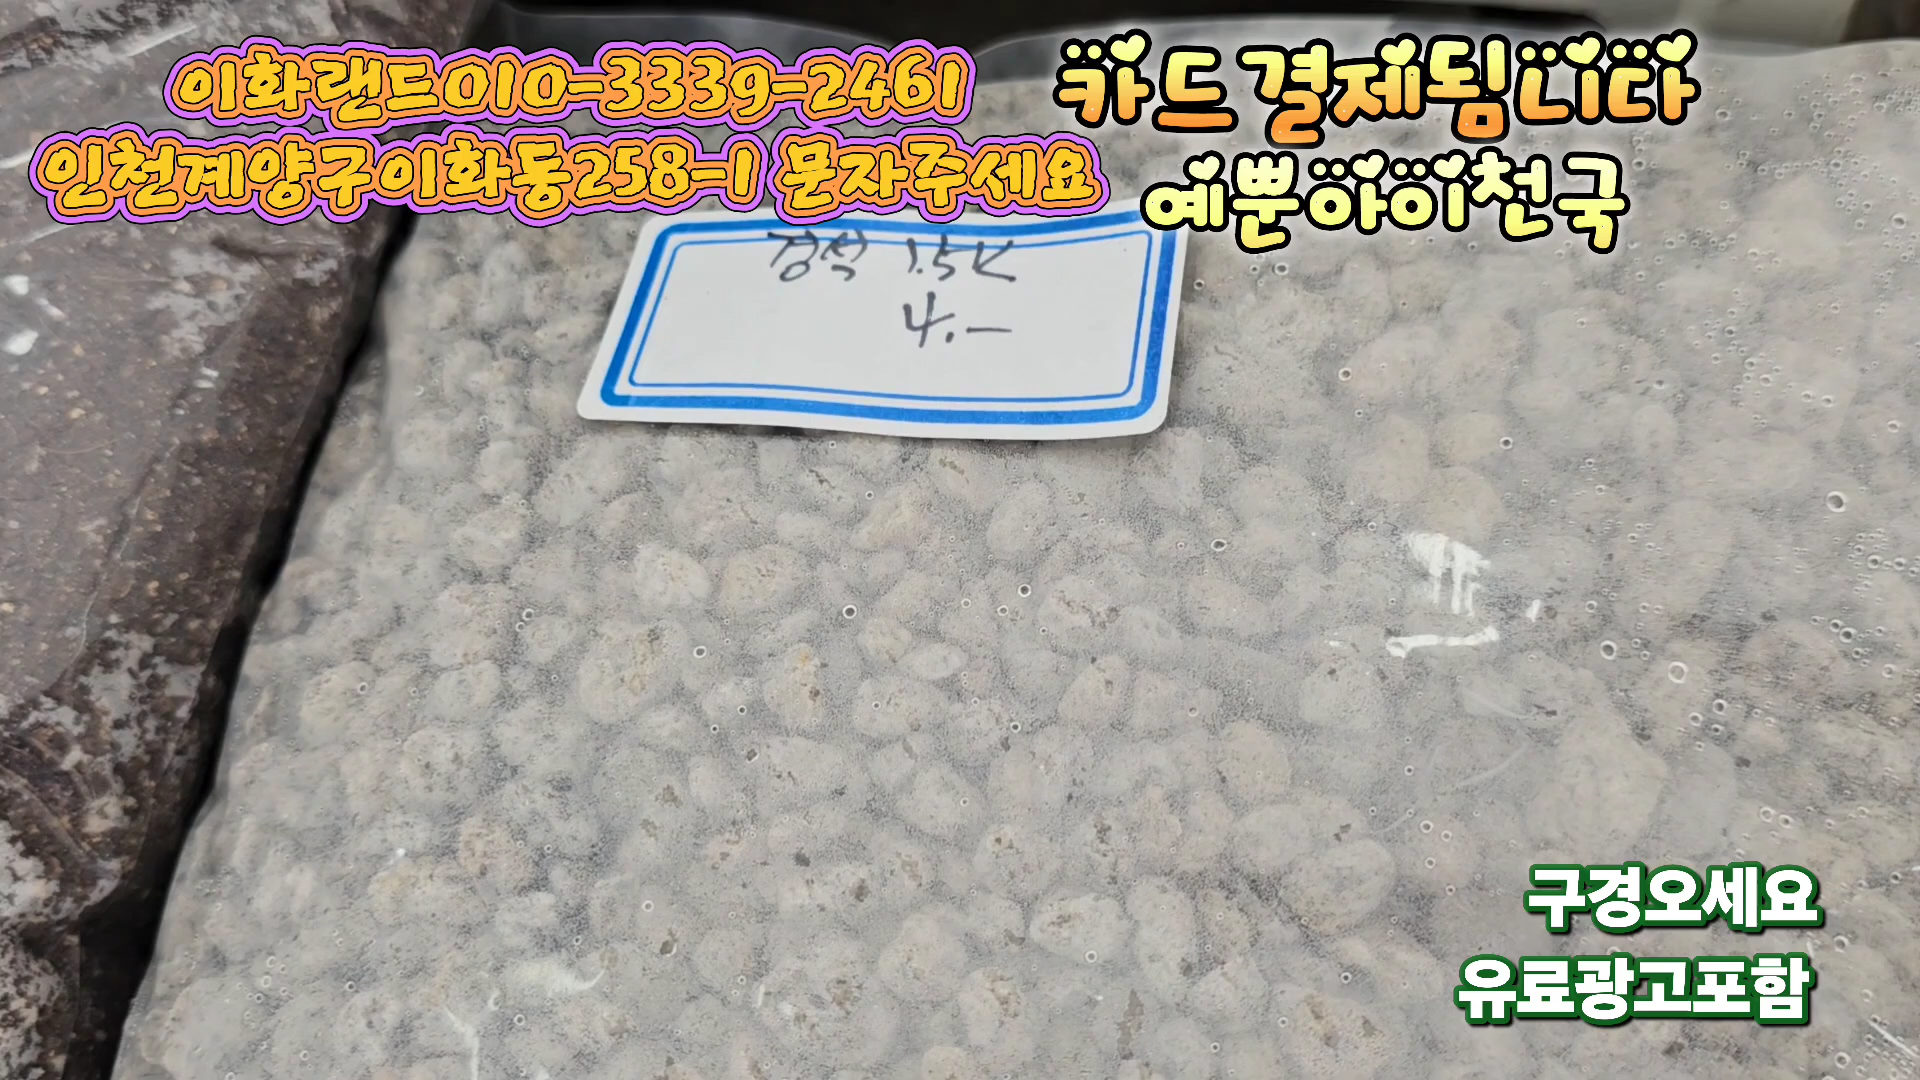 이화랜드010-3339-2461
인천계양구이화동258-1 문자주세요
카드결제됩니다
예쁜아이천국
경석 1.5K
4.-
구경오세요
유료광고포함